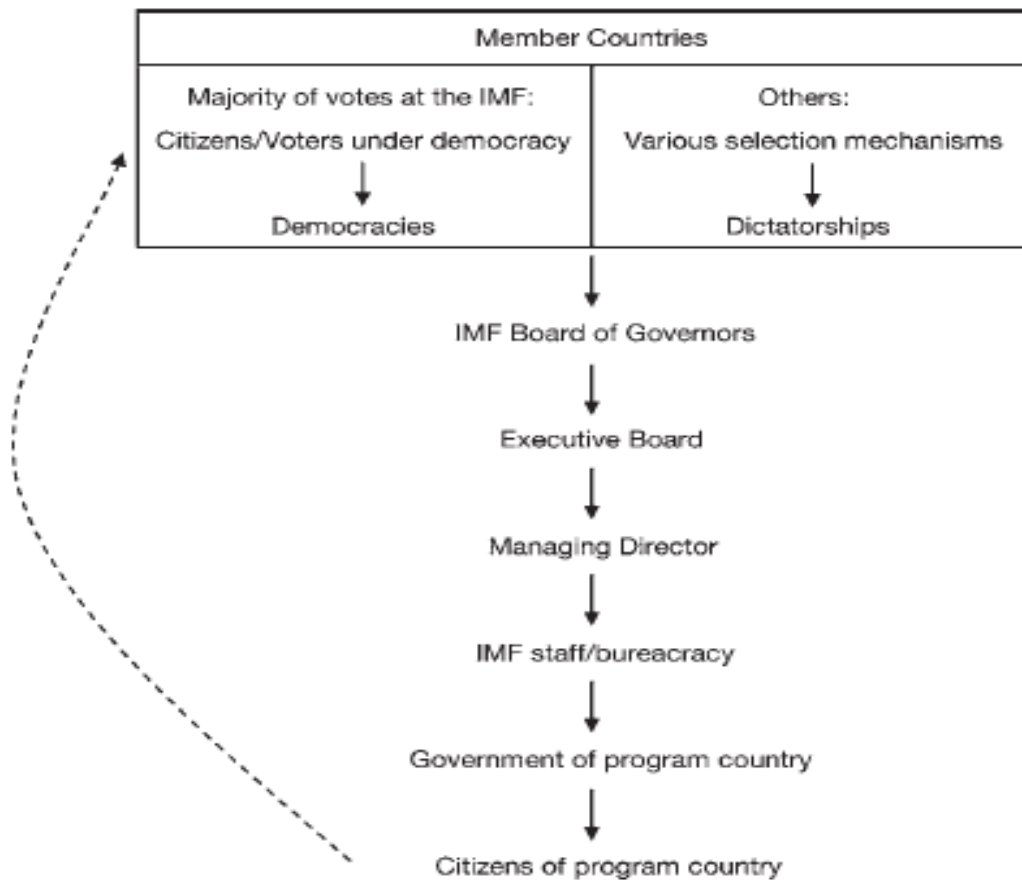 Member Countries
Majority of votes at the IMF:
Citizens/Voters under democracy
Democracies
Others:
Various selection mechanisms
Dictatorships
IMF Board of Governors
Executive Board
Managing Director
IMF staff/bureacracy
Government of program country
Citizens of program country